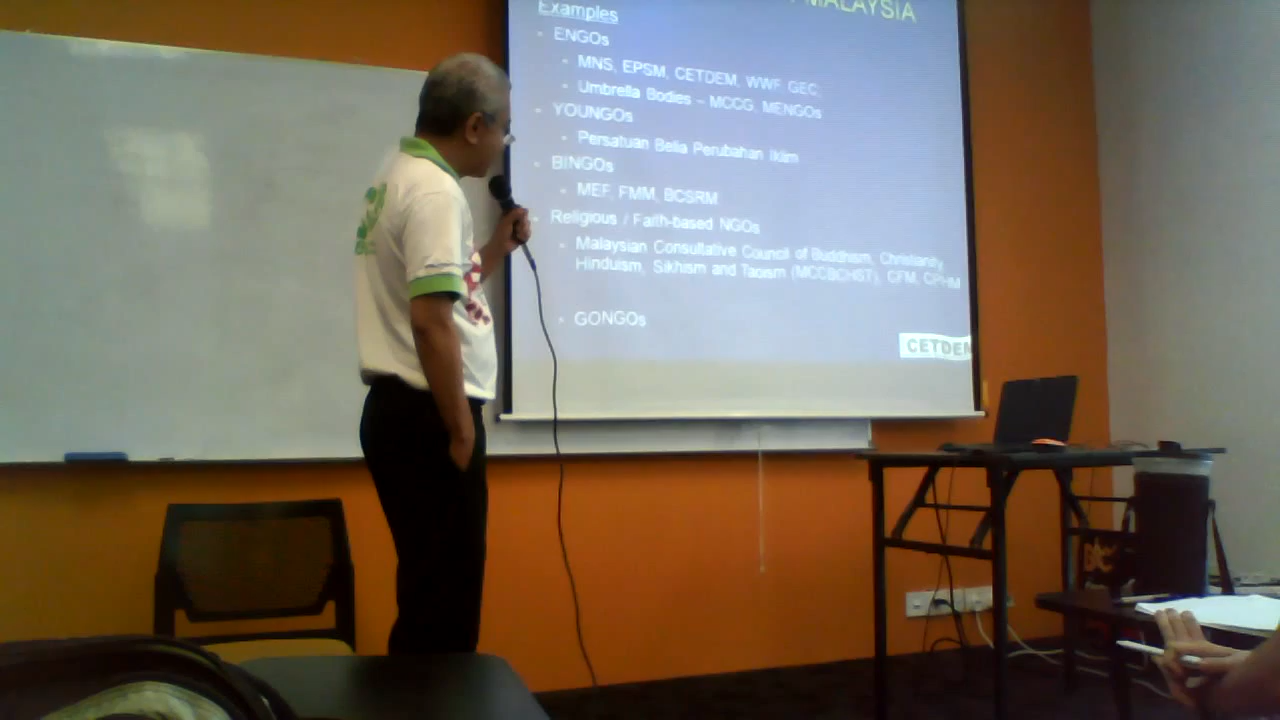 MALAYSIA
Examples
ENGOs
MNS, EPSM, CETDEM, WWF, GEC,
Umbrella Bodies – MCCG, MENGOs
YOUNGOs
Persatuan Belia Perubahan Iklim
BINGOs
MEF, FMM, BCSRM
Religious / Faith-based NGOs
Malaysian Consultative Council of Buddhism, Christianity,
Hinduism, Sikhism and Taoism (MCCBCHST), CFM, CPHM
GONGOs
CETDEM